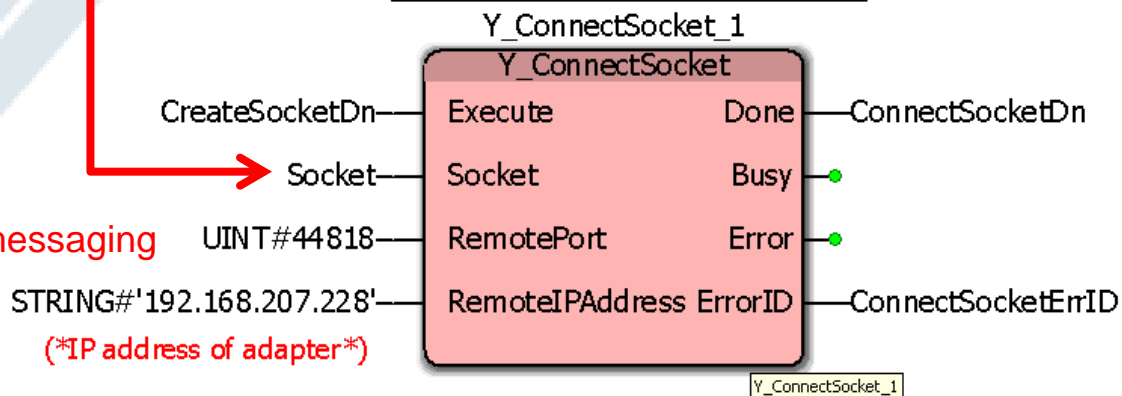 Y_ConnectSocket_1
Y_ConnectSocket
CreateSocketDn Execute Done ConnectSocketDn
Socket Socket Busy
messaging UINT#44818 RemotePort Error
STRING#'192.168.207.228' RemoteIPAddress ErrorID ConnectSocketErrID
(*IP address of adapter*)
Y_ConnectSocket_1